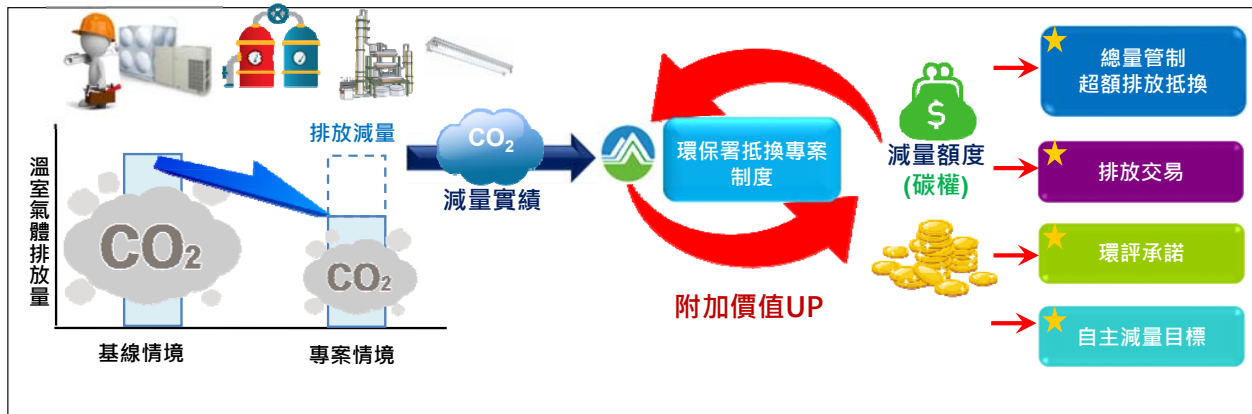 排放減量
溫室氣體排放量
CO2
CO2
基線情境
專案情境
CO2
減量實績
環保署抵換專案
制度
附加價值UP
$
減量額度
(碳權)
總量管制
超額排放抵換
排放交易
環評承諾
自主減量目標